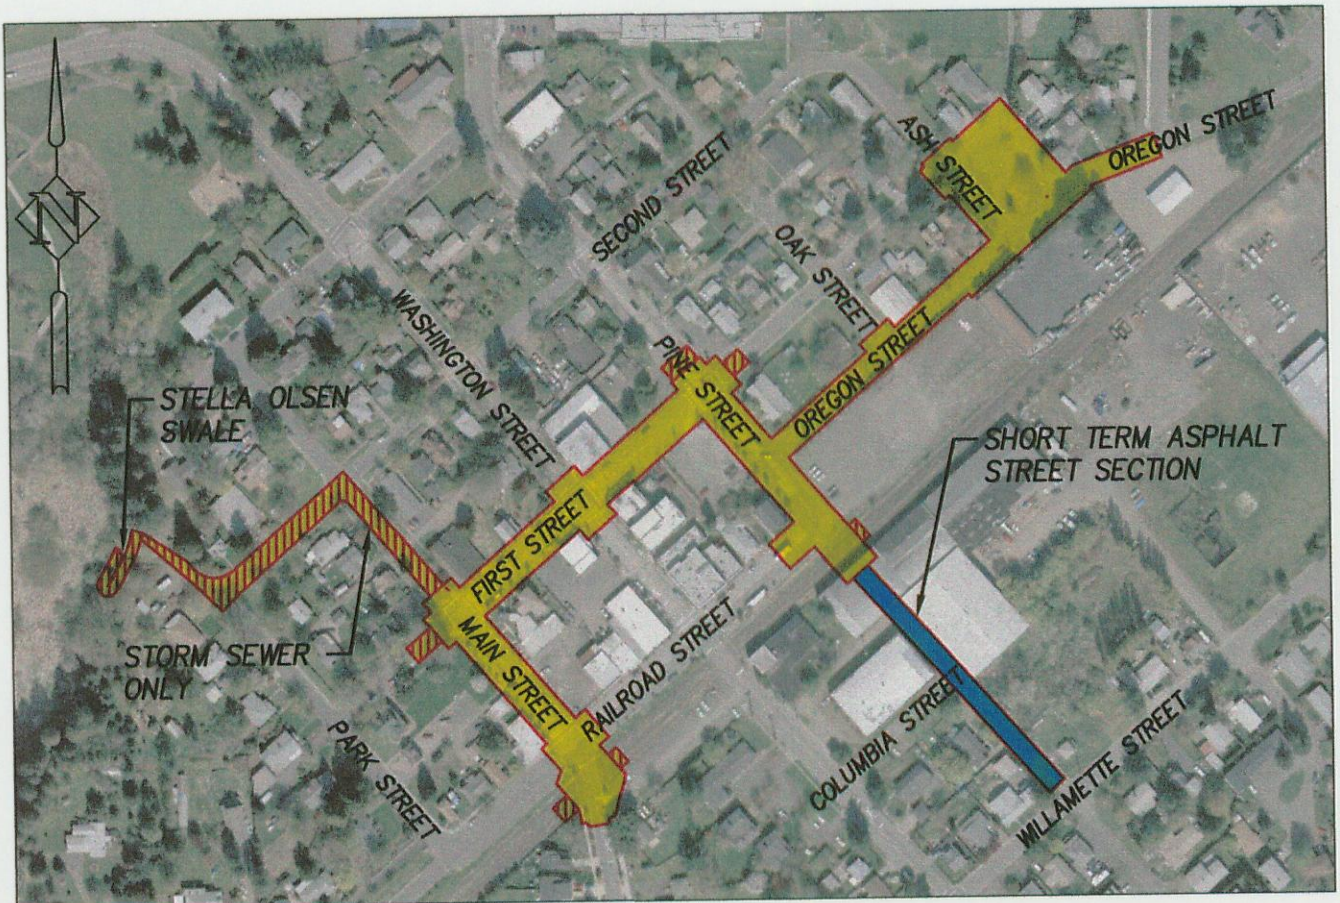 ASH STREET
OREGON STREET
SECOND STREET
OAK STREET
N
WASHINGTON STREET
PINE STREET
OREGON STREET
STELLA OLSEN
SWALE
SHORT TERM ASPHALT
STREET SECTION
FIRST STREET
MAIN STREET
STORM SEWER
ONLY
RAILROAD STREET
PARK STREET
COLUMBIA STREET
WILLAMETTE STREET